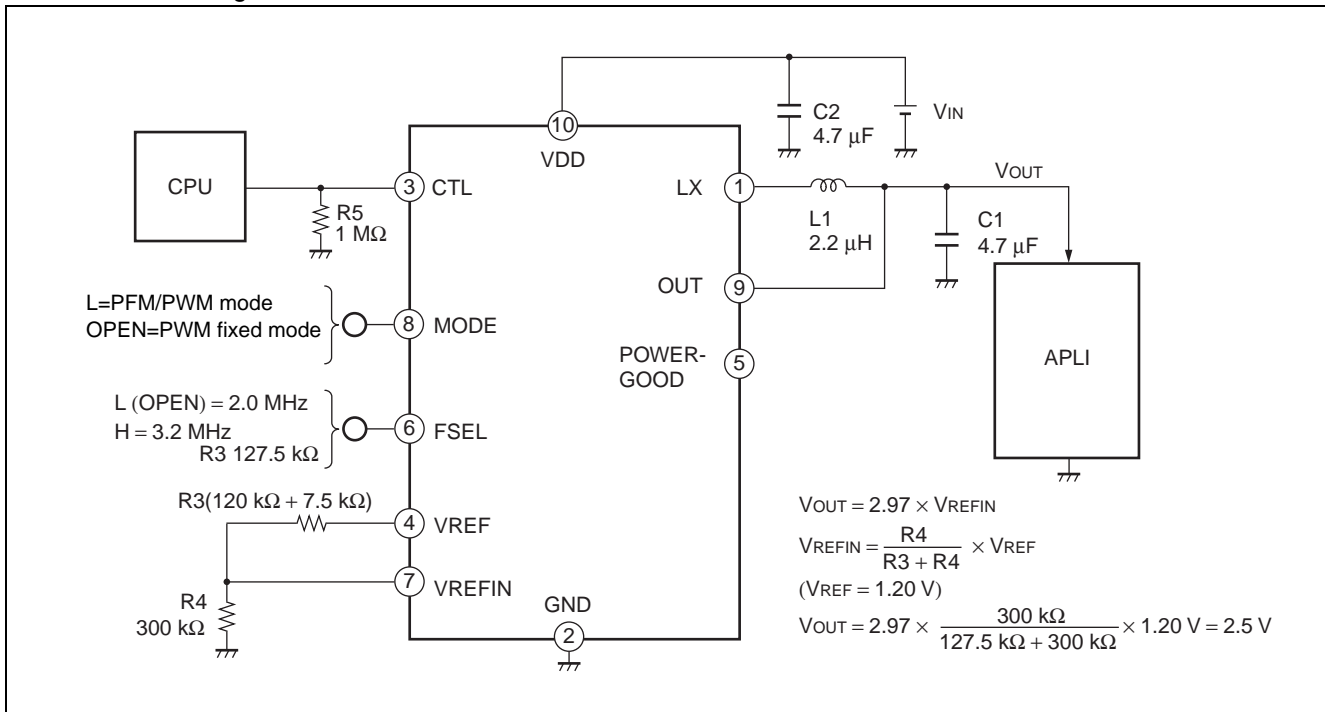 C2
4.7 μF
VIN
10
VDD
CPU
3
CTL
R5
1 MΩ
LX
1
VOUT
L1
2.2 μH
C1
4.7 μF
OUT
9
L=PFM/PWM mode
OPEN=PWM fixed mode
8
MODE
POWER-
GOOD
5
APLI
L (OPEN) = 2.0 MHz
H = 3.2 MHz
R3 127.5 kΩ
6
FSEL
R3(120 kΩ + 7.5 kΩ)
4
VREF
7
VREFIN
R4
300 kΩ
GND
2
VOUT = 2.97 × VREFIN
VREFIN = R4 / R3 + R4 × VREF
(VREF = 1.20 V)
VOUT = 2.97 × 300 kΩ / 127.5 kΩ + 300 kΩ × 1.20 V = 2.5 V